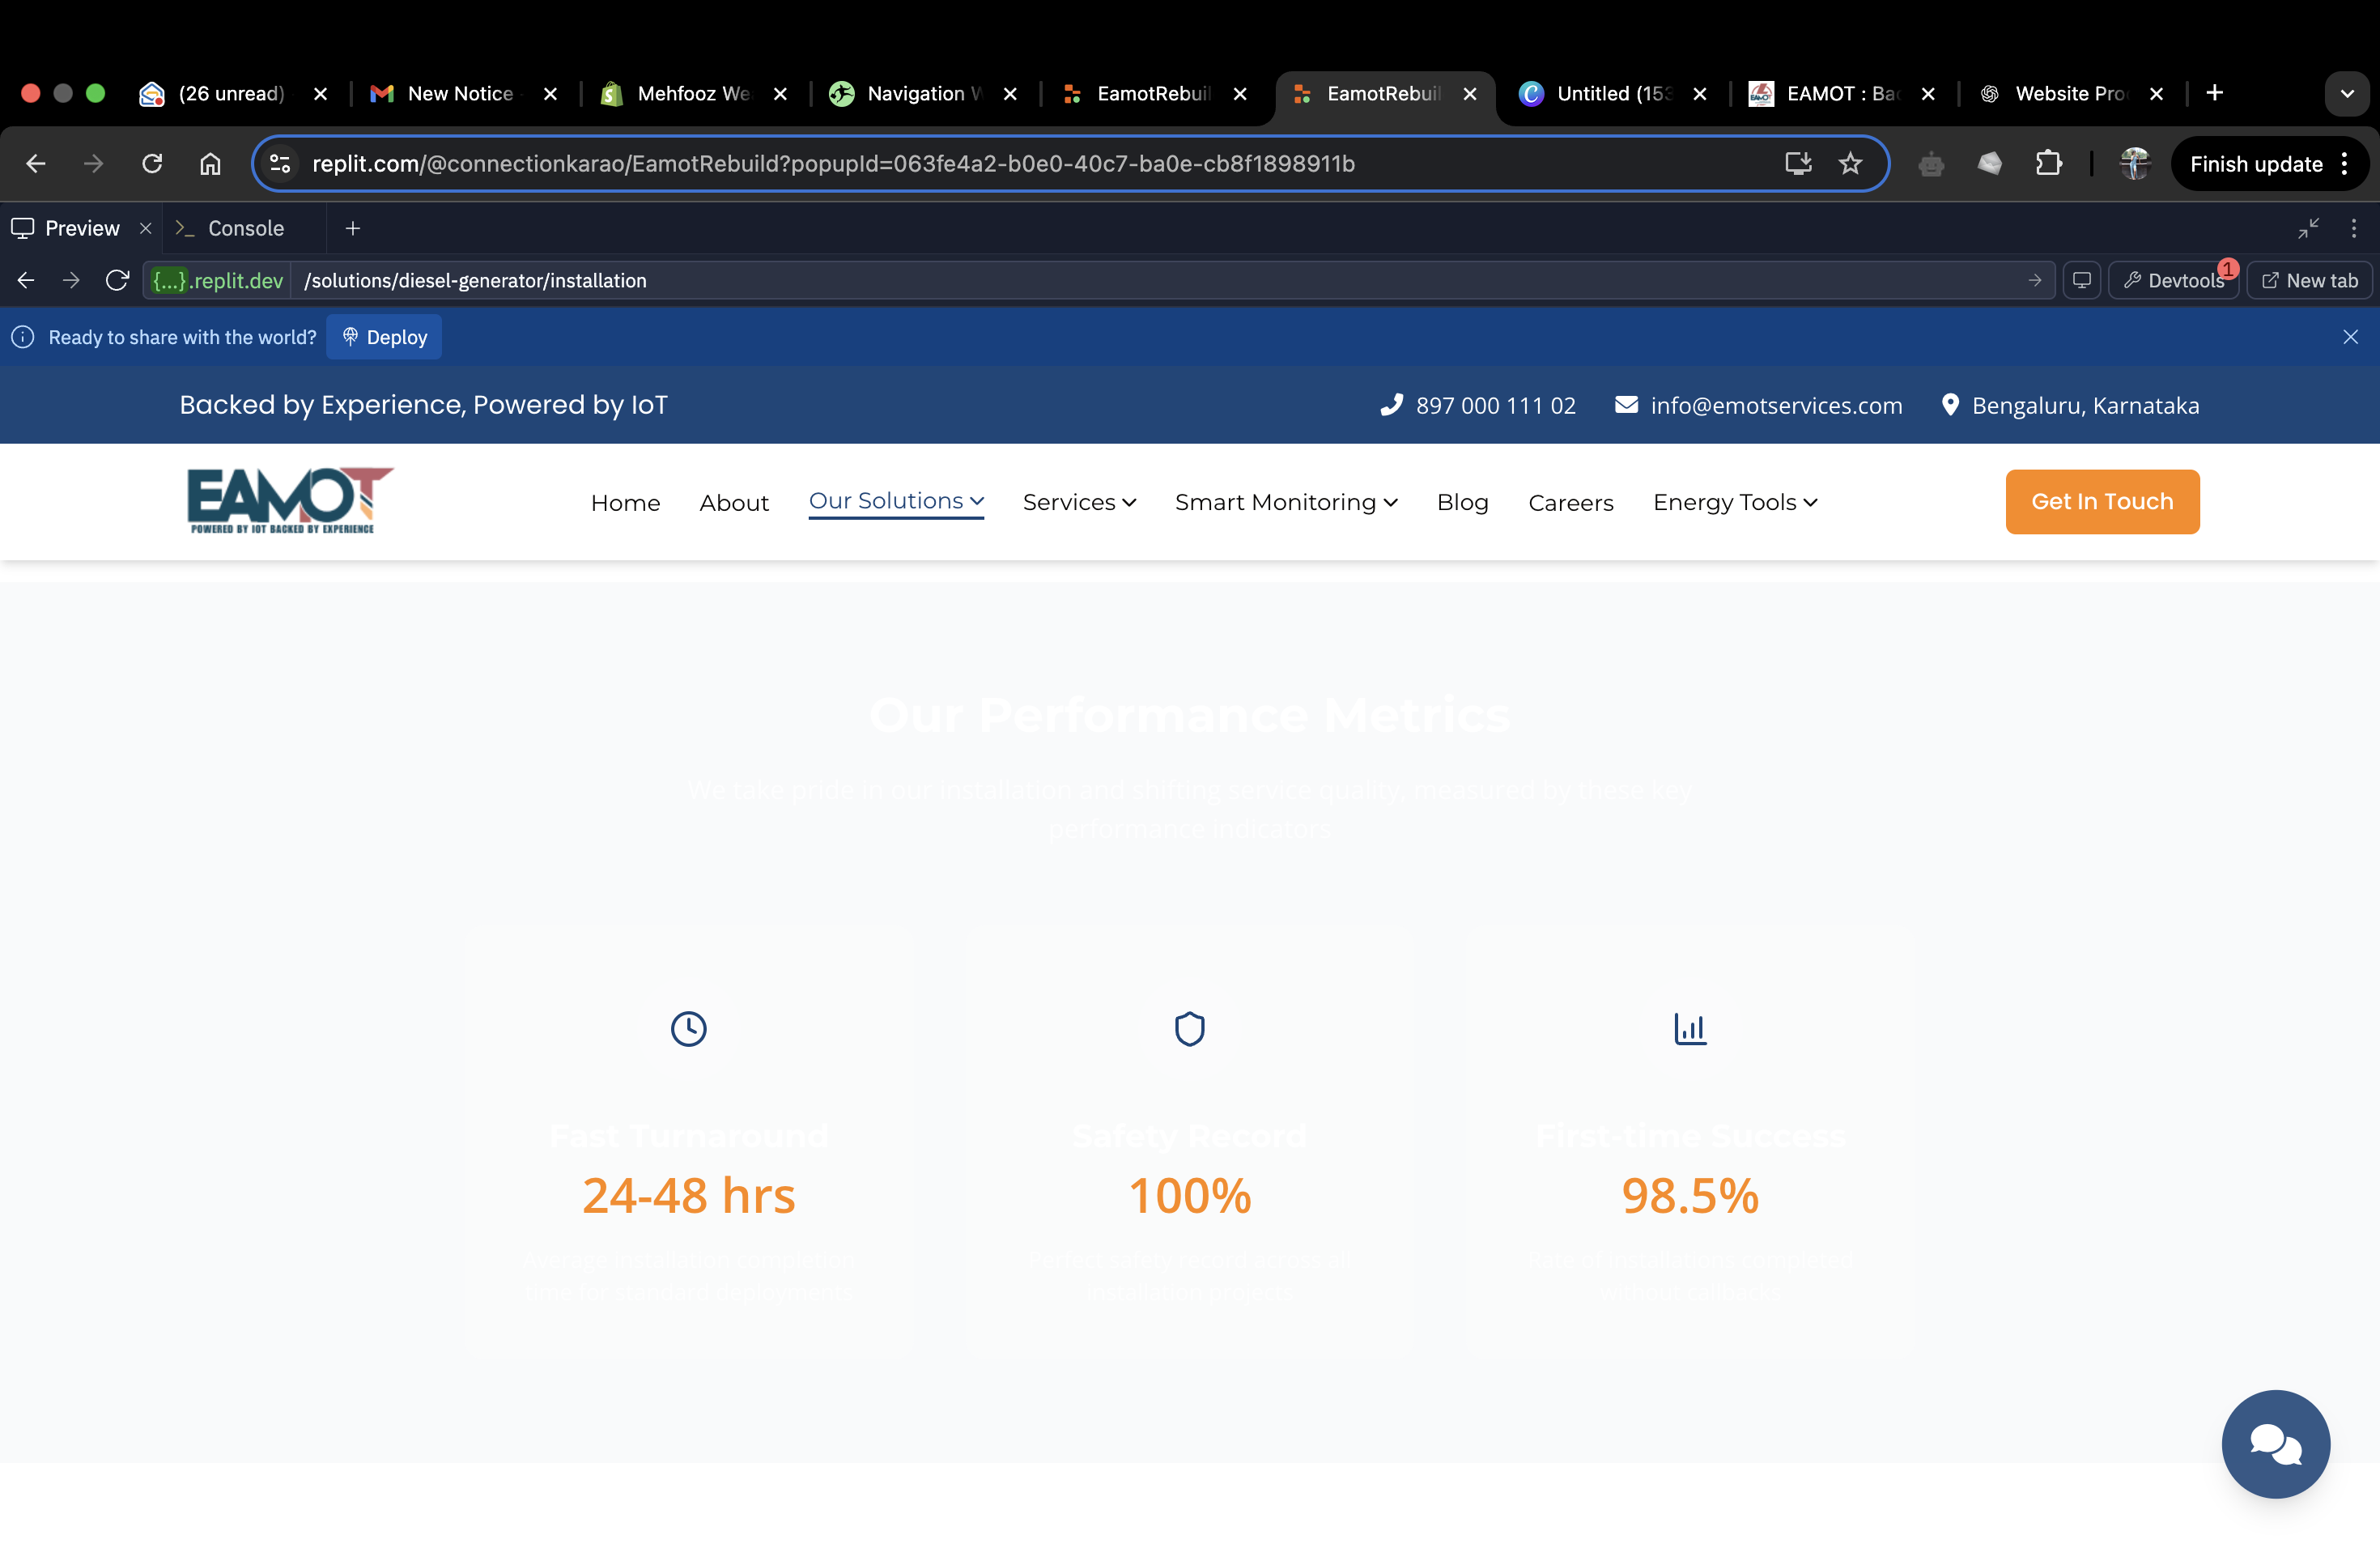 (26 unread)
New Notice
Mehfooz We
Navigation W
EamotRebuil
EamotRebuil
Untitled (153
EAMOT : Bac
Website Pro
replit.com/@connectionkarao/EamotRebuild?popupId=063fe4a2-b0e0-40c7-ba0e-cb8f1898911b
Finish update
Preview
Console
{...}.replit.dev
/solutions/diesel-generator/installation
Devtools
1
New tab
Ready to share with the world?
Deploy
Backed by Experience, Powered by IoT
897 000 111 02
info@emotservices.com
Bengaluru, Karnataka
EAMOT
POWERED BY IOT BACKED BY EXPERIENCE
Home
About
Our Solutions
Services
Smart Monitoring
Blog
Careers
Energy Tools
Get In Touch
Our Performance Metrics
We take pride in our installation and shifting service quality, measured by these key
performance indicators
Fast Turnaround
24-48 hrs
Average installation completion
time for standard deployments
Safety Record
100%
Perfect safety record across all
installation projects
First-time Success
98.5%
Rate of installations completed
without callbacks